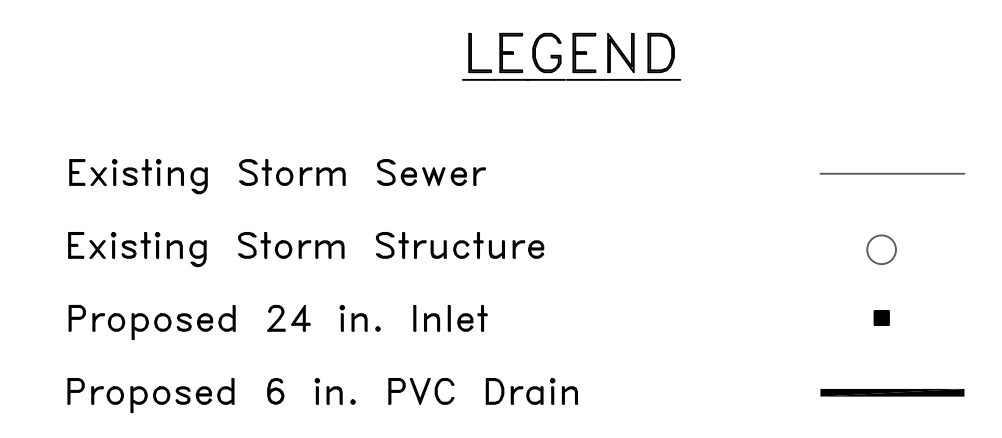 LEGEND
Existing Storm Sewer
Existing Storm Structure
Proposed 24 in. Inlet
Proposed 6 in. PVC Drain